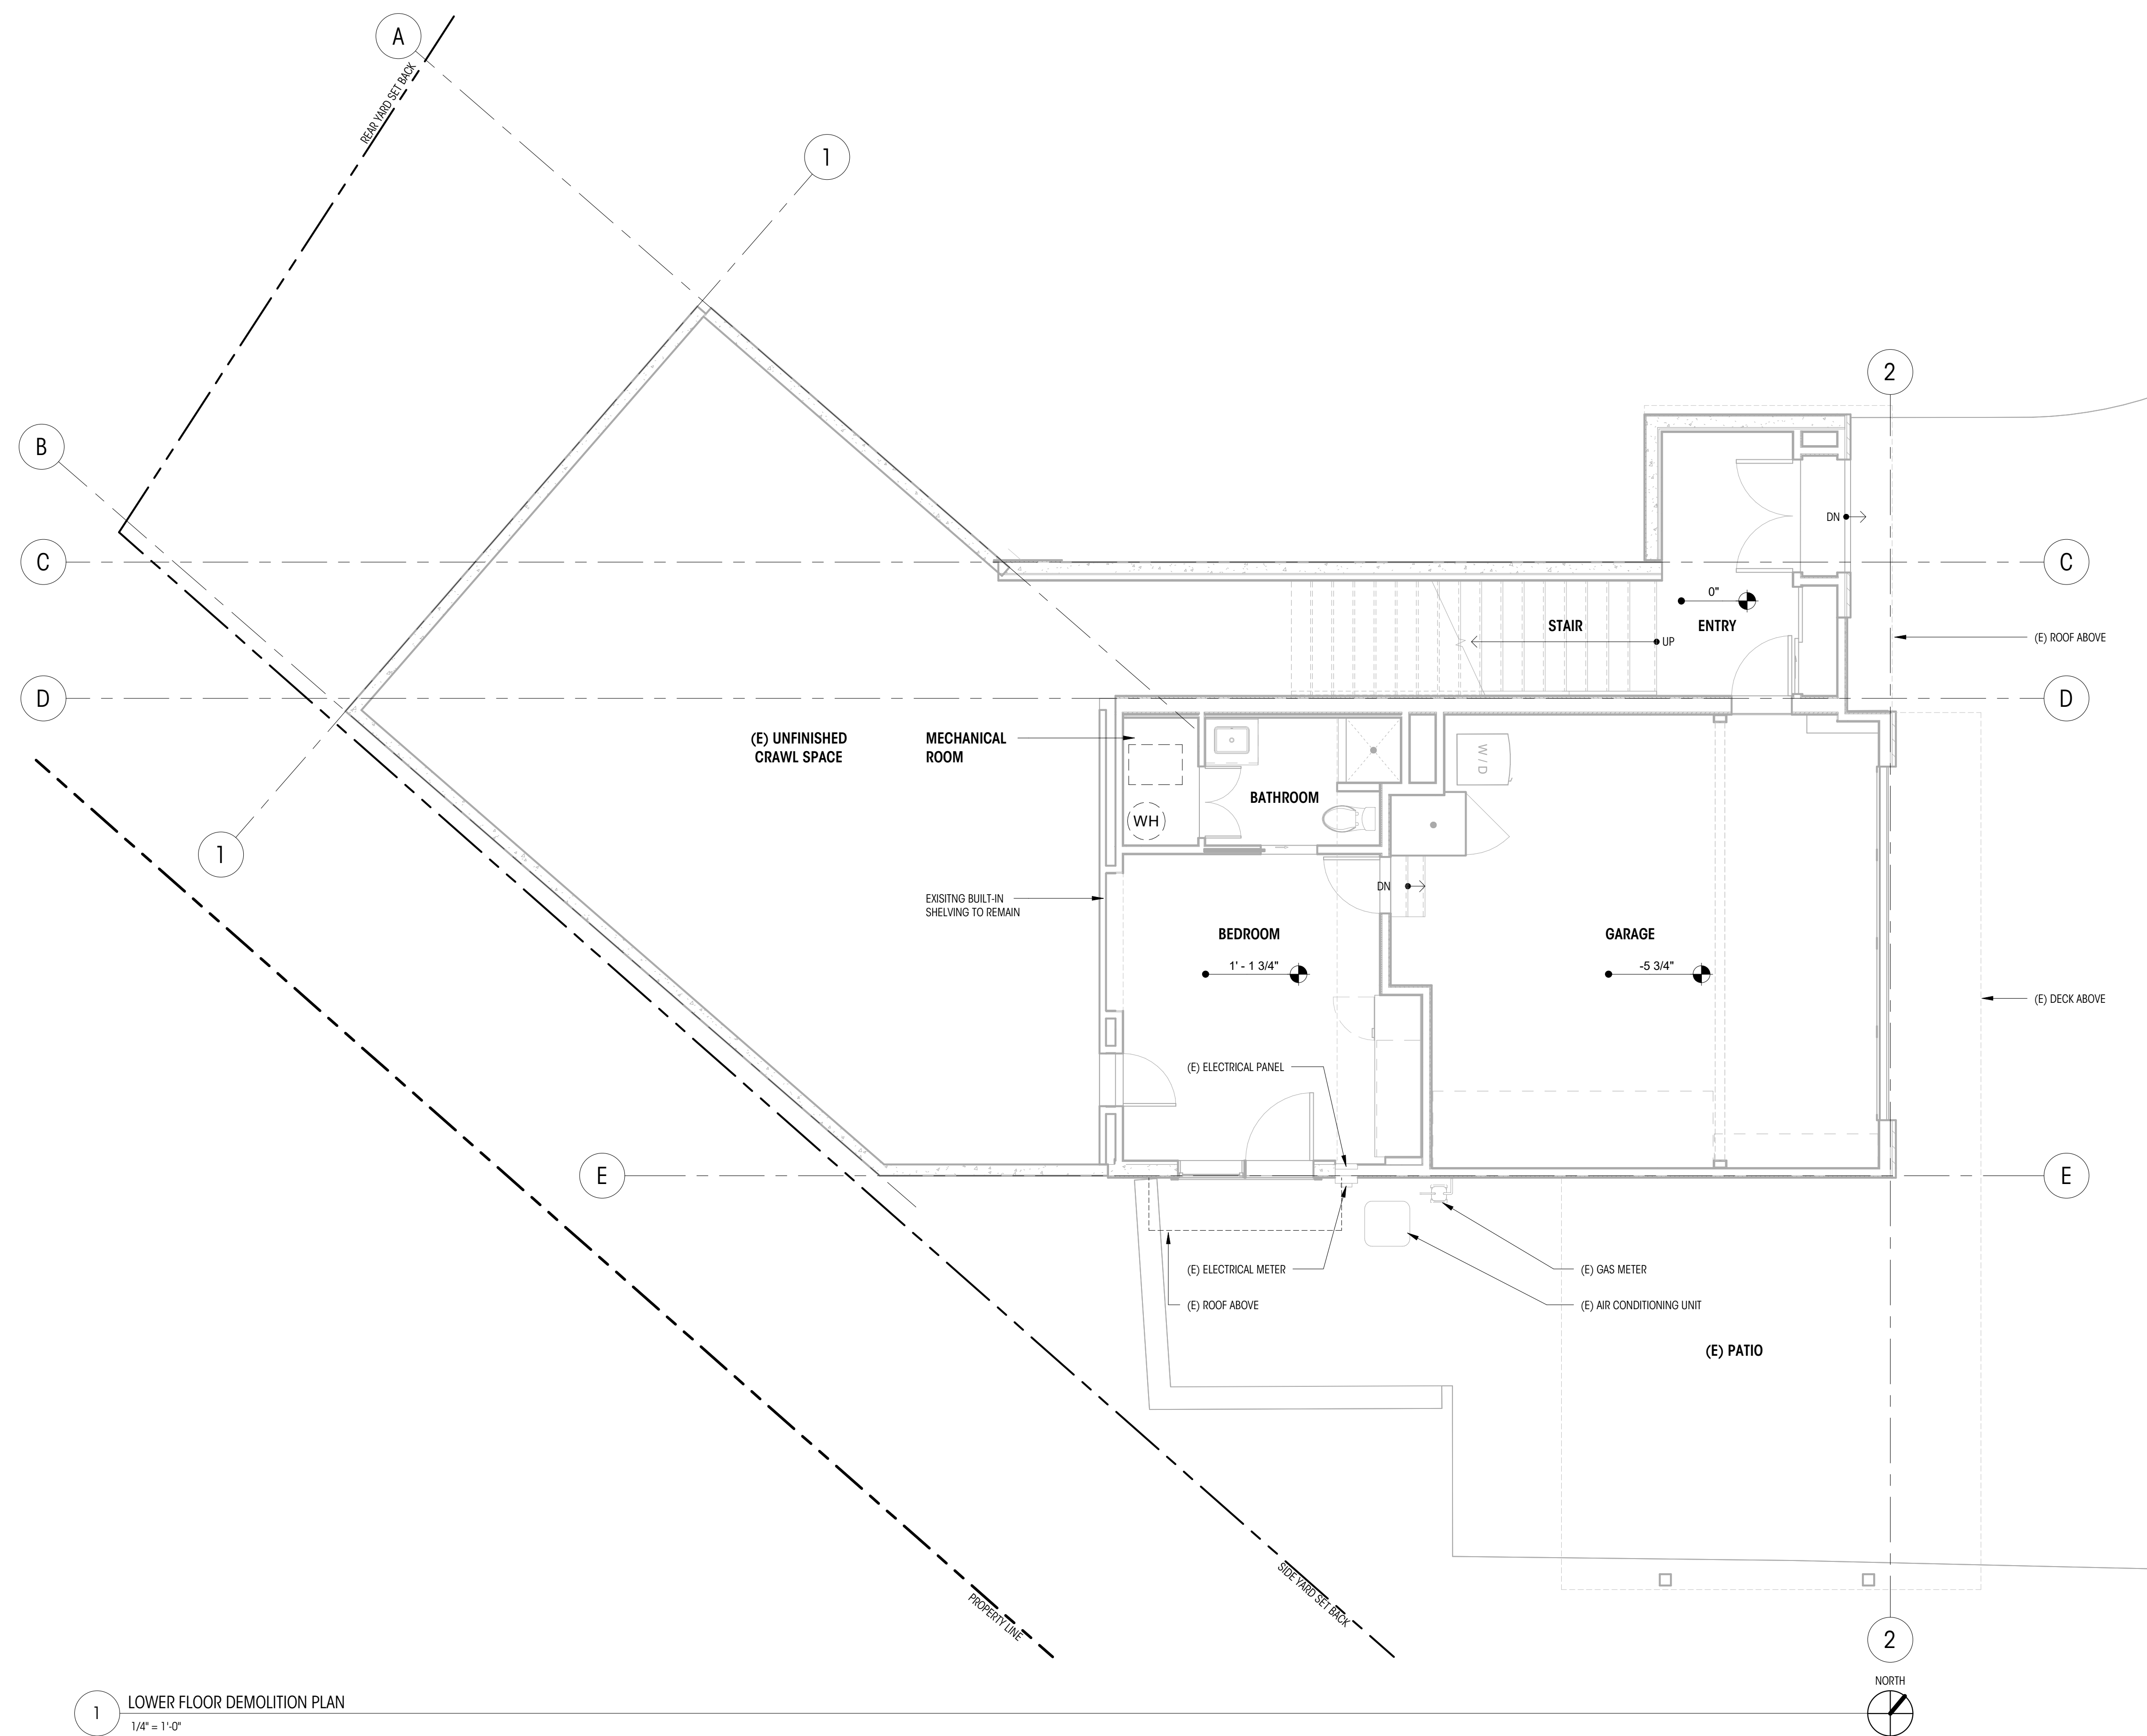 A
REAR YARD SET BACK
1
2
B
C
C
DN
0"
STAIR
ENTRY
UP
(E) ROOF ABOVE
D
D
(E) UNFINISHED
CRAWL SPACE
MECHANICAL
ROOM
W / D
BATHROOM
WH
1
EXISITNG BUILT-IN
SHELVING TO REMAIN
DN
BEDROOM
GARAGE
1' - 1 3/4"
-5 3/4"
(E) DECK ABOVE
(E) ELECTRICAL PANEL
E
E
(E) ELECTRICAL METER
(E) GAS METER
(E) ROOF ABOVE
(E) AIR CONDITIONING UNIT
(E) PATIO
SIDE YARD SET BACK
PROPERTY LINE
2
NORTH
1
LOWER FLOOR DEMOLITION PLAN
1/4" = 1'-0"